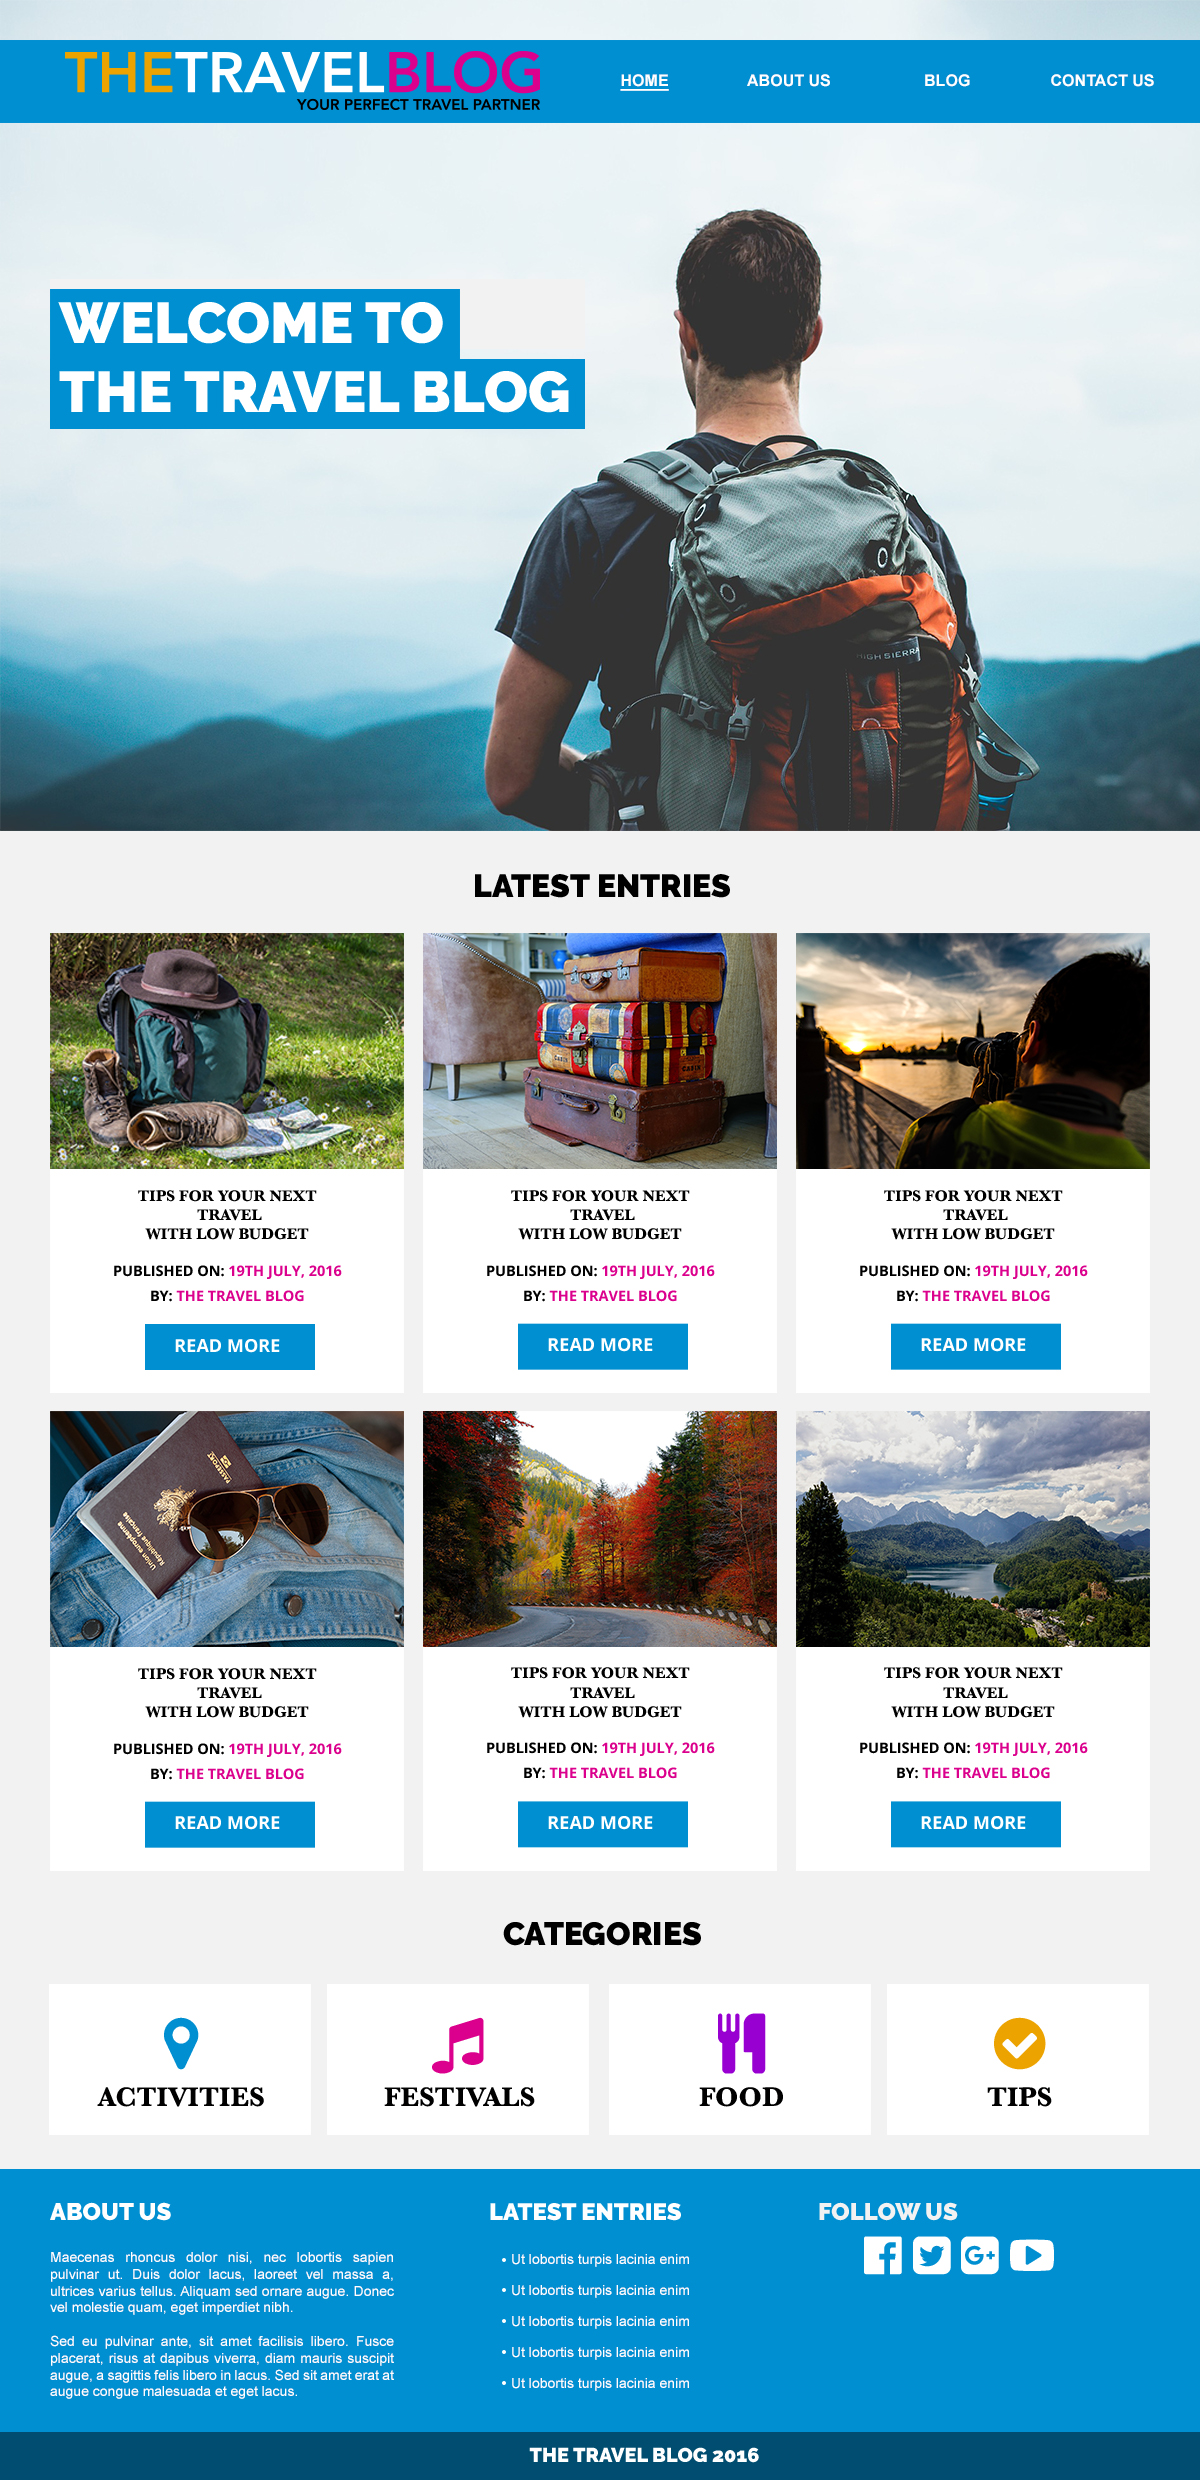 THETRAVELBLOG
YOUR PERFECT TRAVEL PARTNER
HOME
ABOUT US
BLOG
CONTACT US
WELCOME TO
THE TRAVEL BLOG
HIGH SIERRA
LATEST ENTRIES
CABIN
TIPS FOR YOUR NEXT
TRAVEL
WITH LOW BUDGET
PUBLISHED ON: 19TH JULY, 2016
BY: THE TRAVEL BLOG
READ MORE
TIPS FOR YOUR NEXT
TRAVEL
WITH LOW BUDGET
PUBLISHED ON: 19TH JULY, 2016
BY: THE TRAVEL BLOG
READ MORE
TIPS FOR YOUR NEXT
TRAVEL
WITH LOW BUDGET
PUBLISHED ON: 19TH JULY, 2016
BY: THE TRAVEL BLOG
READ MORE
PASSEPORT
Union européenne
République française
TIPS FOR YOUR NEXT
TRAVEL
WITH LOW BUDGET
PUBLISHED ON: 19TH JULY, 2016
BY: THE TRAVEL BLOG
READ MORE
TIPS FOR YOUR NEXT
TRAVEL
WITH LOW BUDGET
PUBLISHED ON: 19TH JULY, 2016
BY: THE TRAVEL BLOG
READ MORE
TIPS FOR YOUR NEXT
TRAVEL
WITH LOW BUDGET
PUBLISHED ON: 19TH JULY, 2016
BY: THE TRAVEL BLOG
READ MORE
CATEGORIES
ACTIVITIES
FESTIVALS
FOOD
TIPS
ABOUT US
Maecenas rhoncus dolor nisi, nec lobortis sapien
pulvinar ut. Duis dolor lacus, laoreet vel massa a,
ultrices varius tellus. Aliquam sed ornare augue. Donec
vel molestie quam, eget imperdiet nibh.
Sed eu pulvinar ante, sit amet facilisis libero. Fusce
placerat, risus at dapibus viverra, diam mauris suscipit
augue, a sagittis felis libero in lacus. Sed sit amet erat at
augue congue malesuada et eget lacus.
LATEST ENTRIES
• Ut lobortis turpis lacinia enim
• Ut lobortis turpis lacinia enim
• Ut lobortis turpis lacinia enim
• Ut lobortis turpis lacinia enim
• Ut lobortis turpis lacinia enim
FOLLOW US
G+
THE TRAVEL BLOG 2016